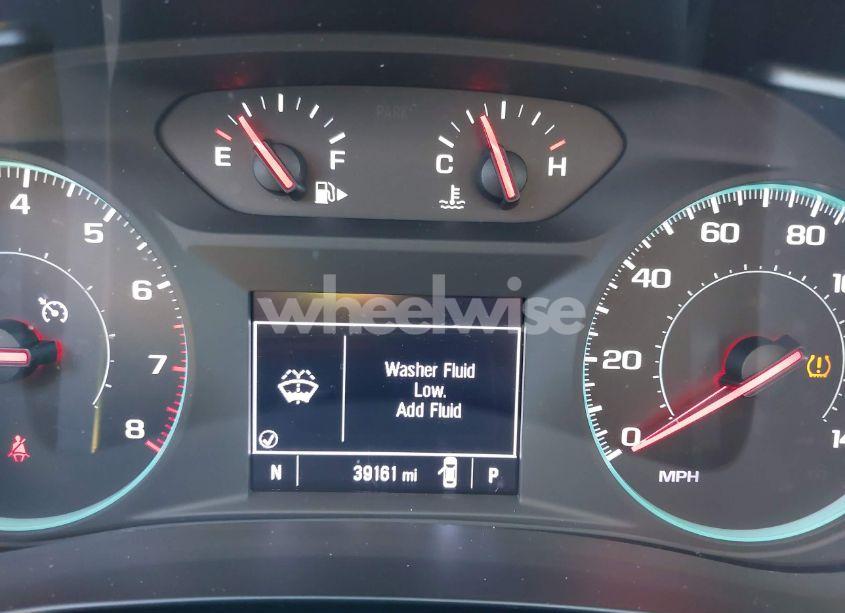 PARK
E F
C H
4
5
6
7
8
wheelwise
Washer Fluid
Low.
Add Fluid
N 39161 mi P
0
20
40
60
80
MPH